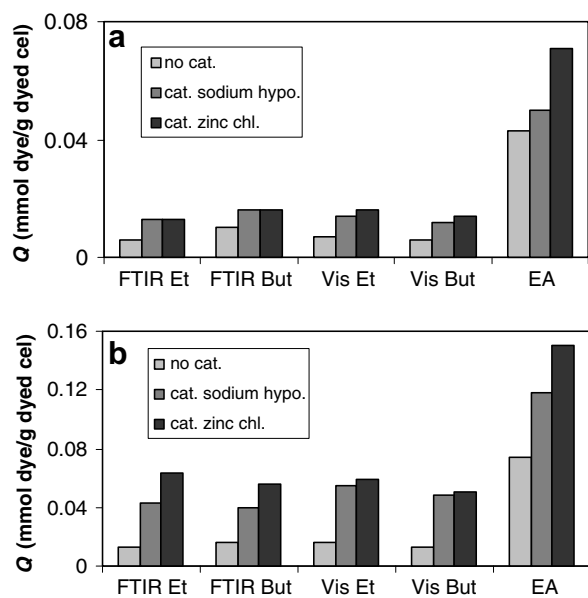 a
0.08
0.04
0
Q (mmol dye/g dyed cel)
no cat.
cat. sodium hypo.
cat. zinc chl.
FTIR Et FTIR But Vis Et Vis But EA
b
0.16
0.12
0.08
0.04
0
Q (mmol dye/g dyed cel)
no cat.
cat. sodium hypo.
cat. zinc chl.
FTIR Et FTIR But Vis Et Vis But EA